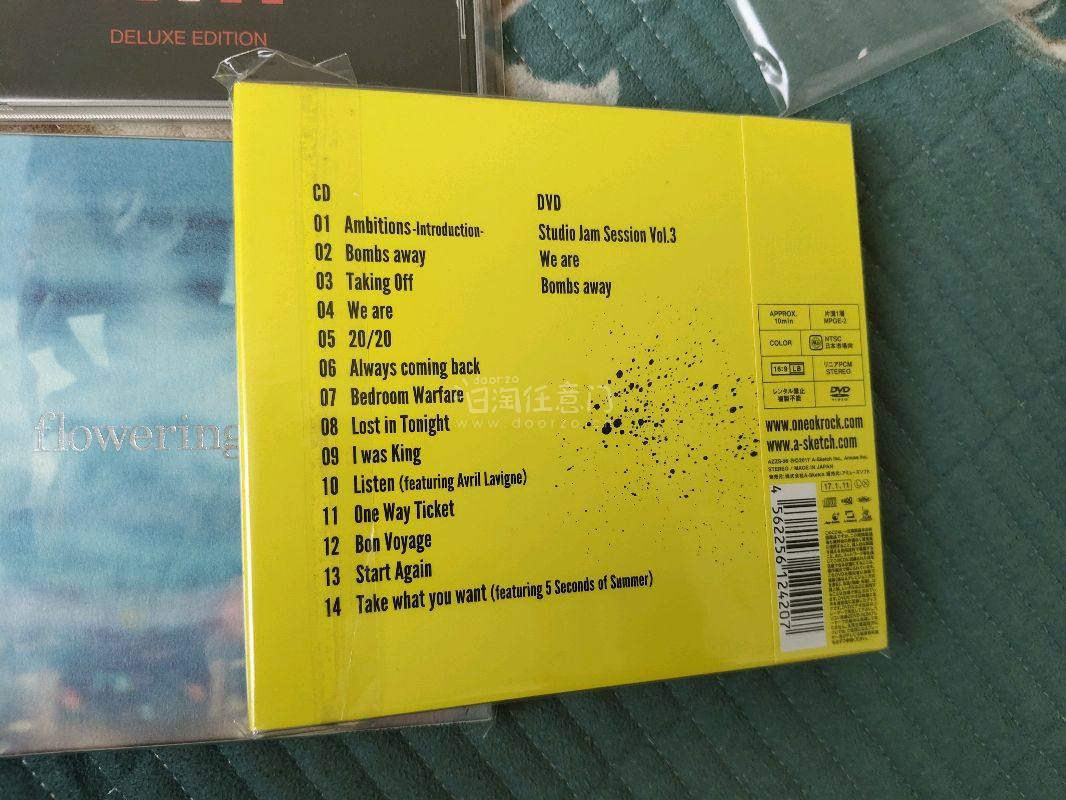 DELUXE EDITION
flowering
CD
01 Ambitions-Introduction-
02 Bombs away
03 Taking Off
04 We are
05 20/20
06 Always coming back
07 Bedroom Warfare
08 Lost in Tonight
09 I was King
10 Listen (featuring Avril Lavigne)
11 One Way Ticket
12 Bon Voyage
13 Start Again
14 Take what you want (featuring 5 Seconds of Summer)
DVD
Studio Jam Session Vol.3
We are
Bombs away
doorzo
日淘任意门
www.doorzo.
APPROX.
10min
片面1層
MPGE-2
COLOR
NTSC
日本市場向
16:9 LB
リニアPCM
STEREO
レンタル禁止
複製不能
DVD
VIDEO
www.oneokrock.com
www.a-sketch.com
STEREO / MADE IN JAPAN
17.1.11
4 562256 124207